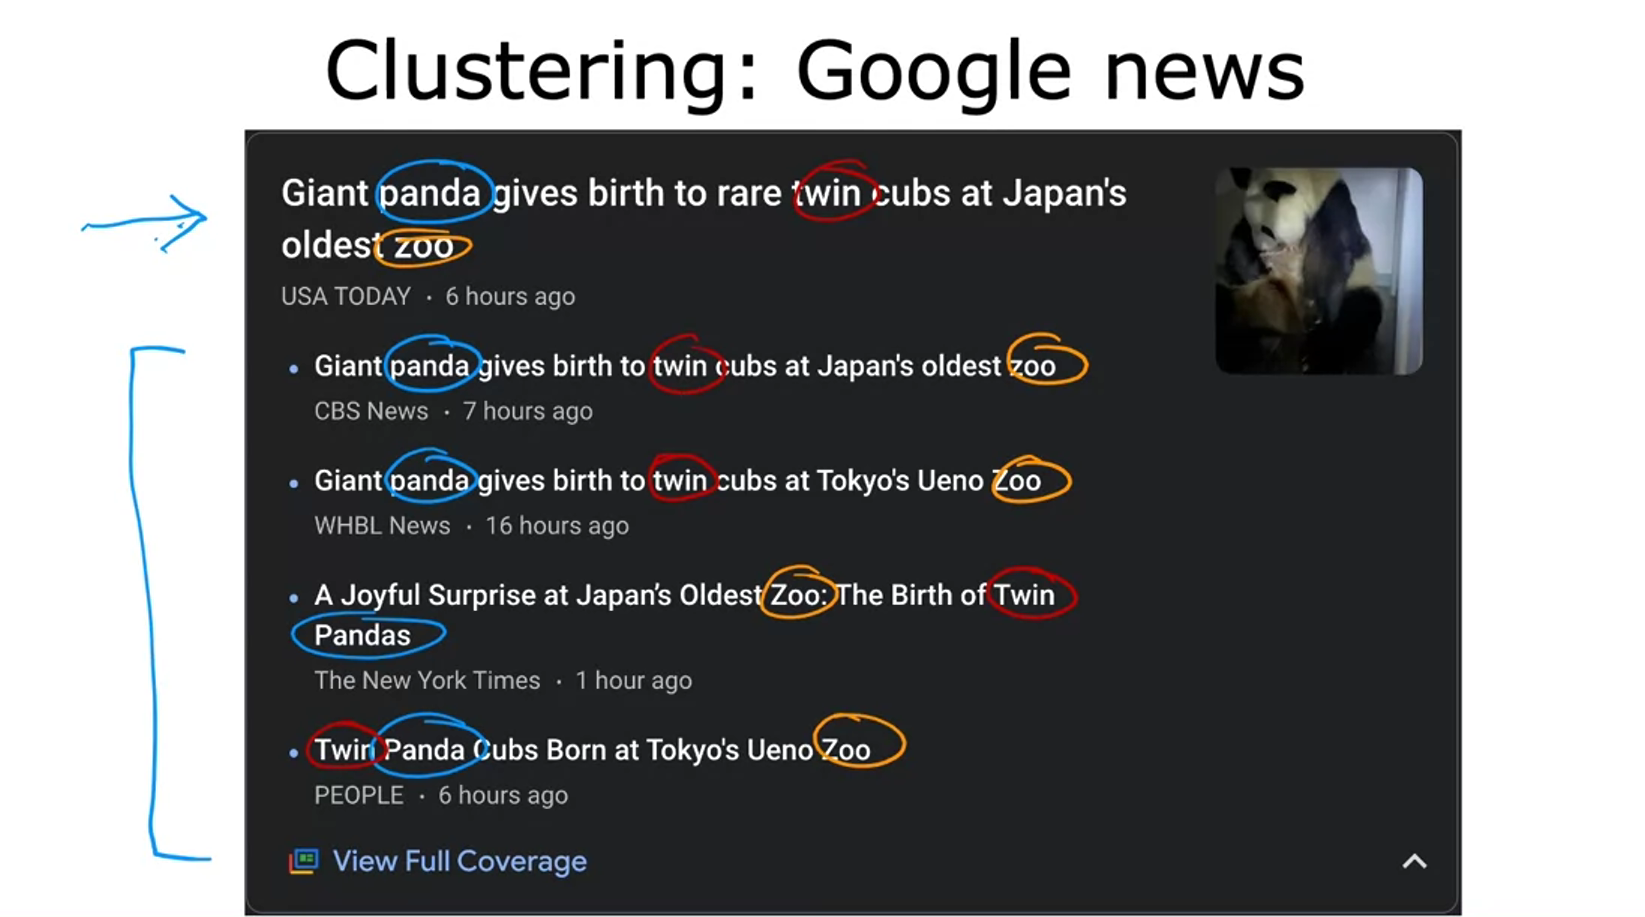 Clustering: Google news
Giant panda gives birth to rare twin cubs at Japan's
oldest zoo
USA TODAY · 6 hours ago
• Giant panda gives birth to twin cubs at Japan's oldest zoo
CBS News · 7 hours ago
• Giant panda gives birth to twin cubs at Tokyo's Ueno Zoo
WHBL News · 16 hours ago
• A Joyful Surprise at Japan’s Oldest Zoo: The Birth of Twin
Pandas
The New York Times · 1 hour ago
• Twin Panda Cubs Born at Tokyo's Ueno Zoo
PEOPLE · 6 hours ago
View Full Coverage